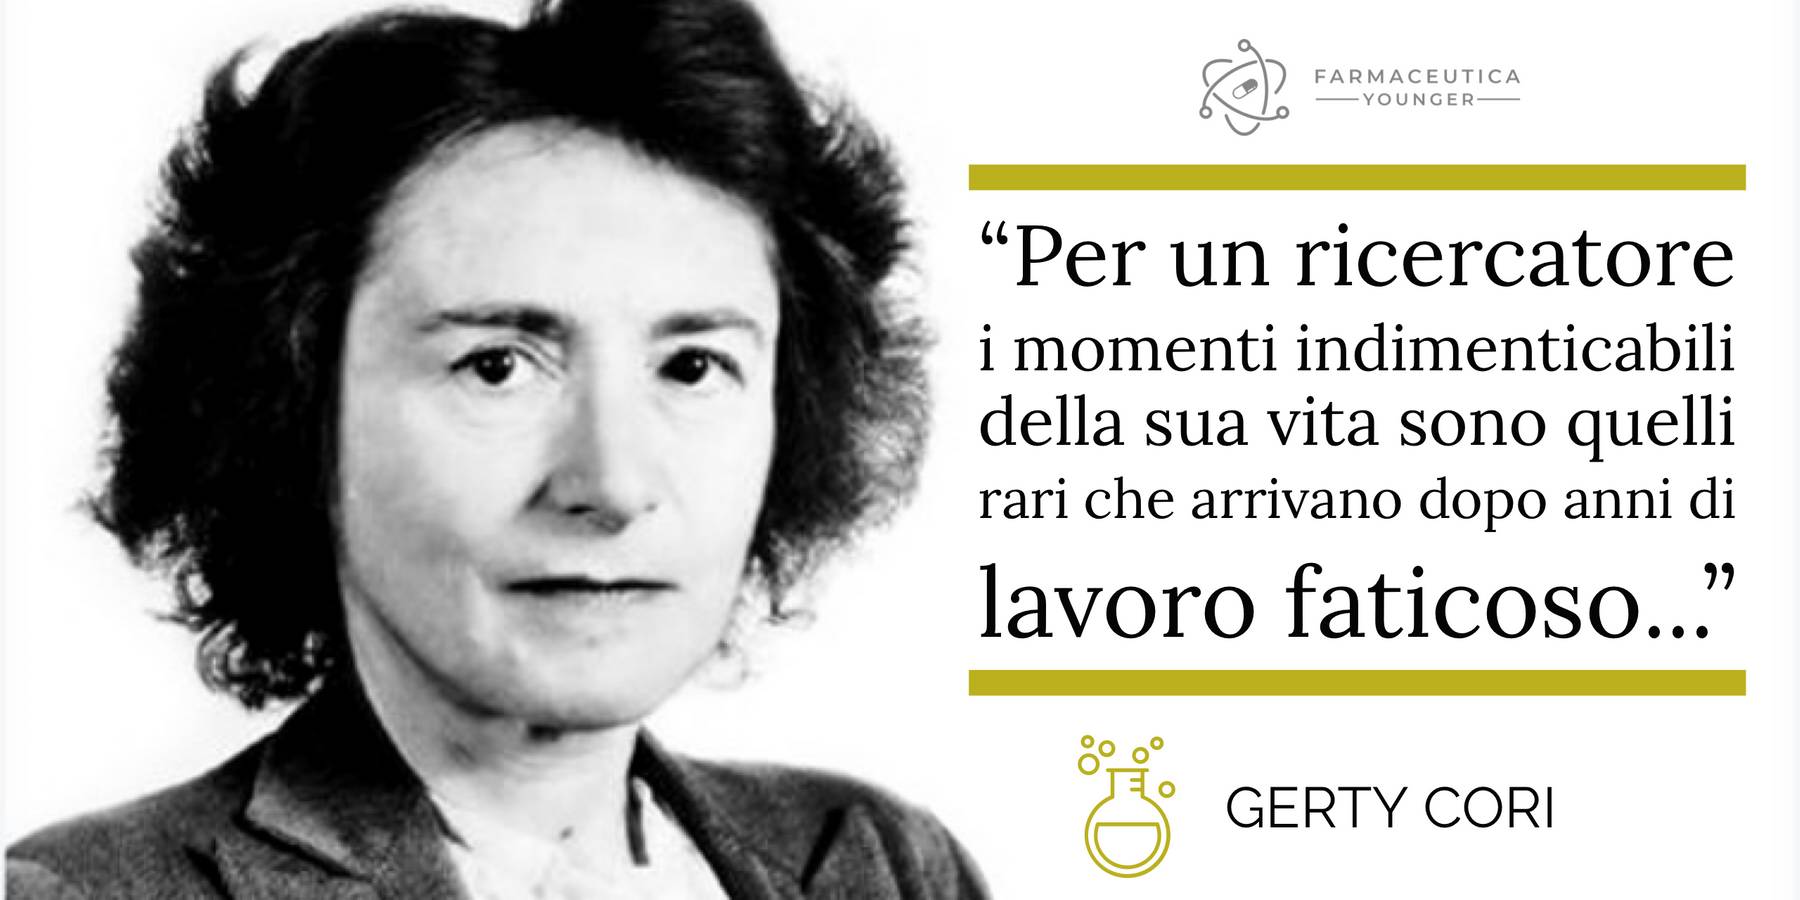 FARMACEUTICA
YOUNGER
“Per un ricercatore
i momenti indimenticabili
della sua vita sono quelli
rari che arrivano dopo anni di
lavoro faticoso...”
GERTY CORI